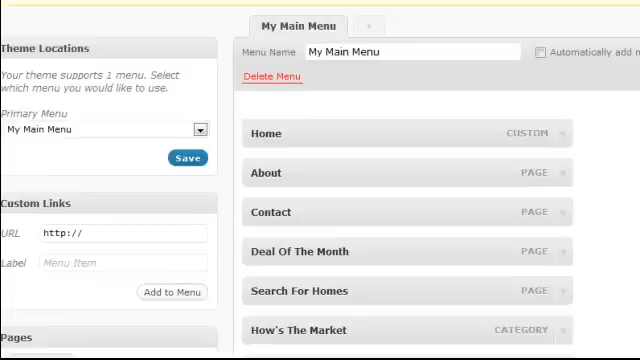 My Main Menu
+
Theme Locations
Your theme supports 1 menu. Select
which menu you would like to use.
Primary Menu
My Main Menu
Save
Custom Links
URL http://
Label Menu Item
Add to Menu
Pages
Menu Name My Main Menu
Automatically add
Delete Menu
Home CUSTOM
About PAGE
Contact PAGE
Deal Of The Month PAGE
Search For Homes PAGE
How's The Market CATEGORY